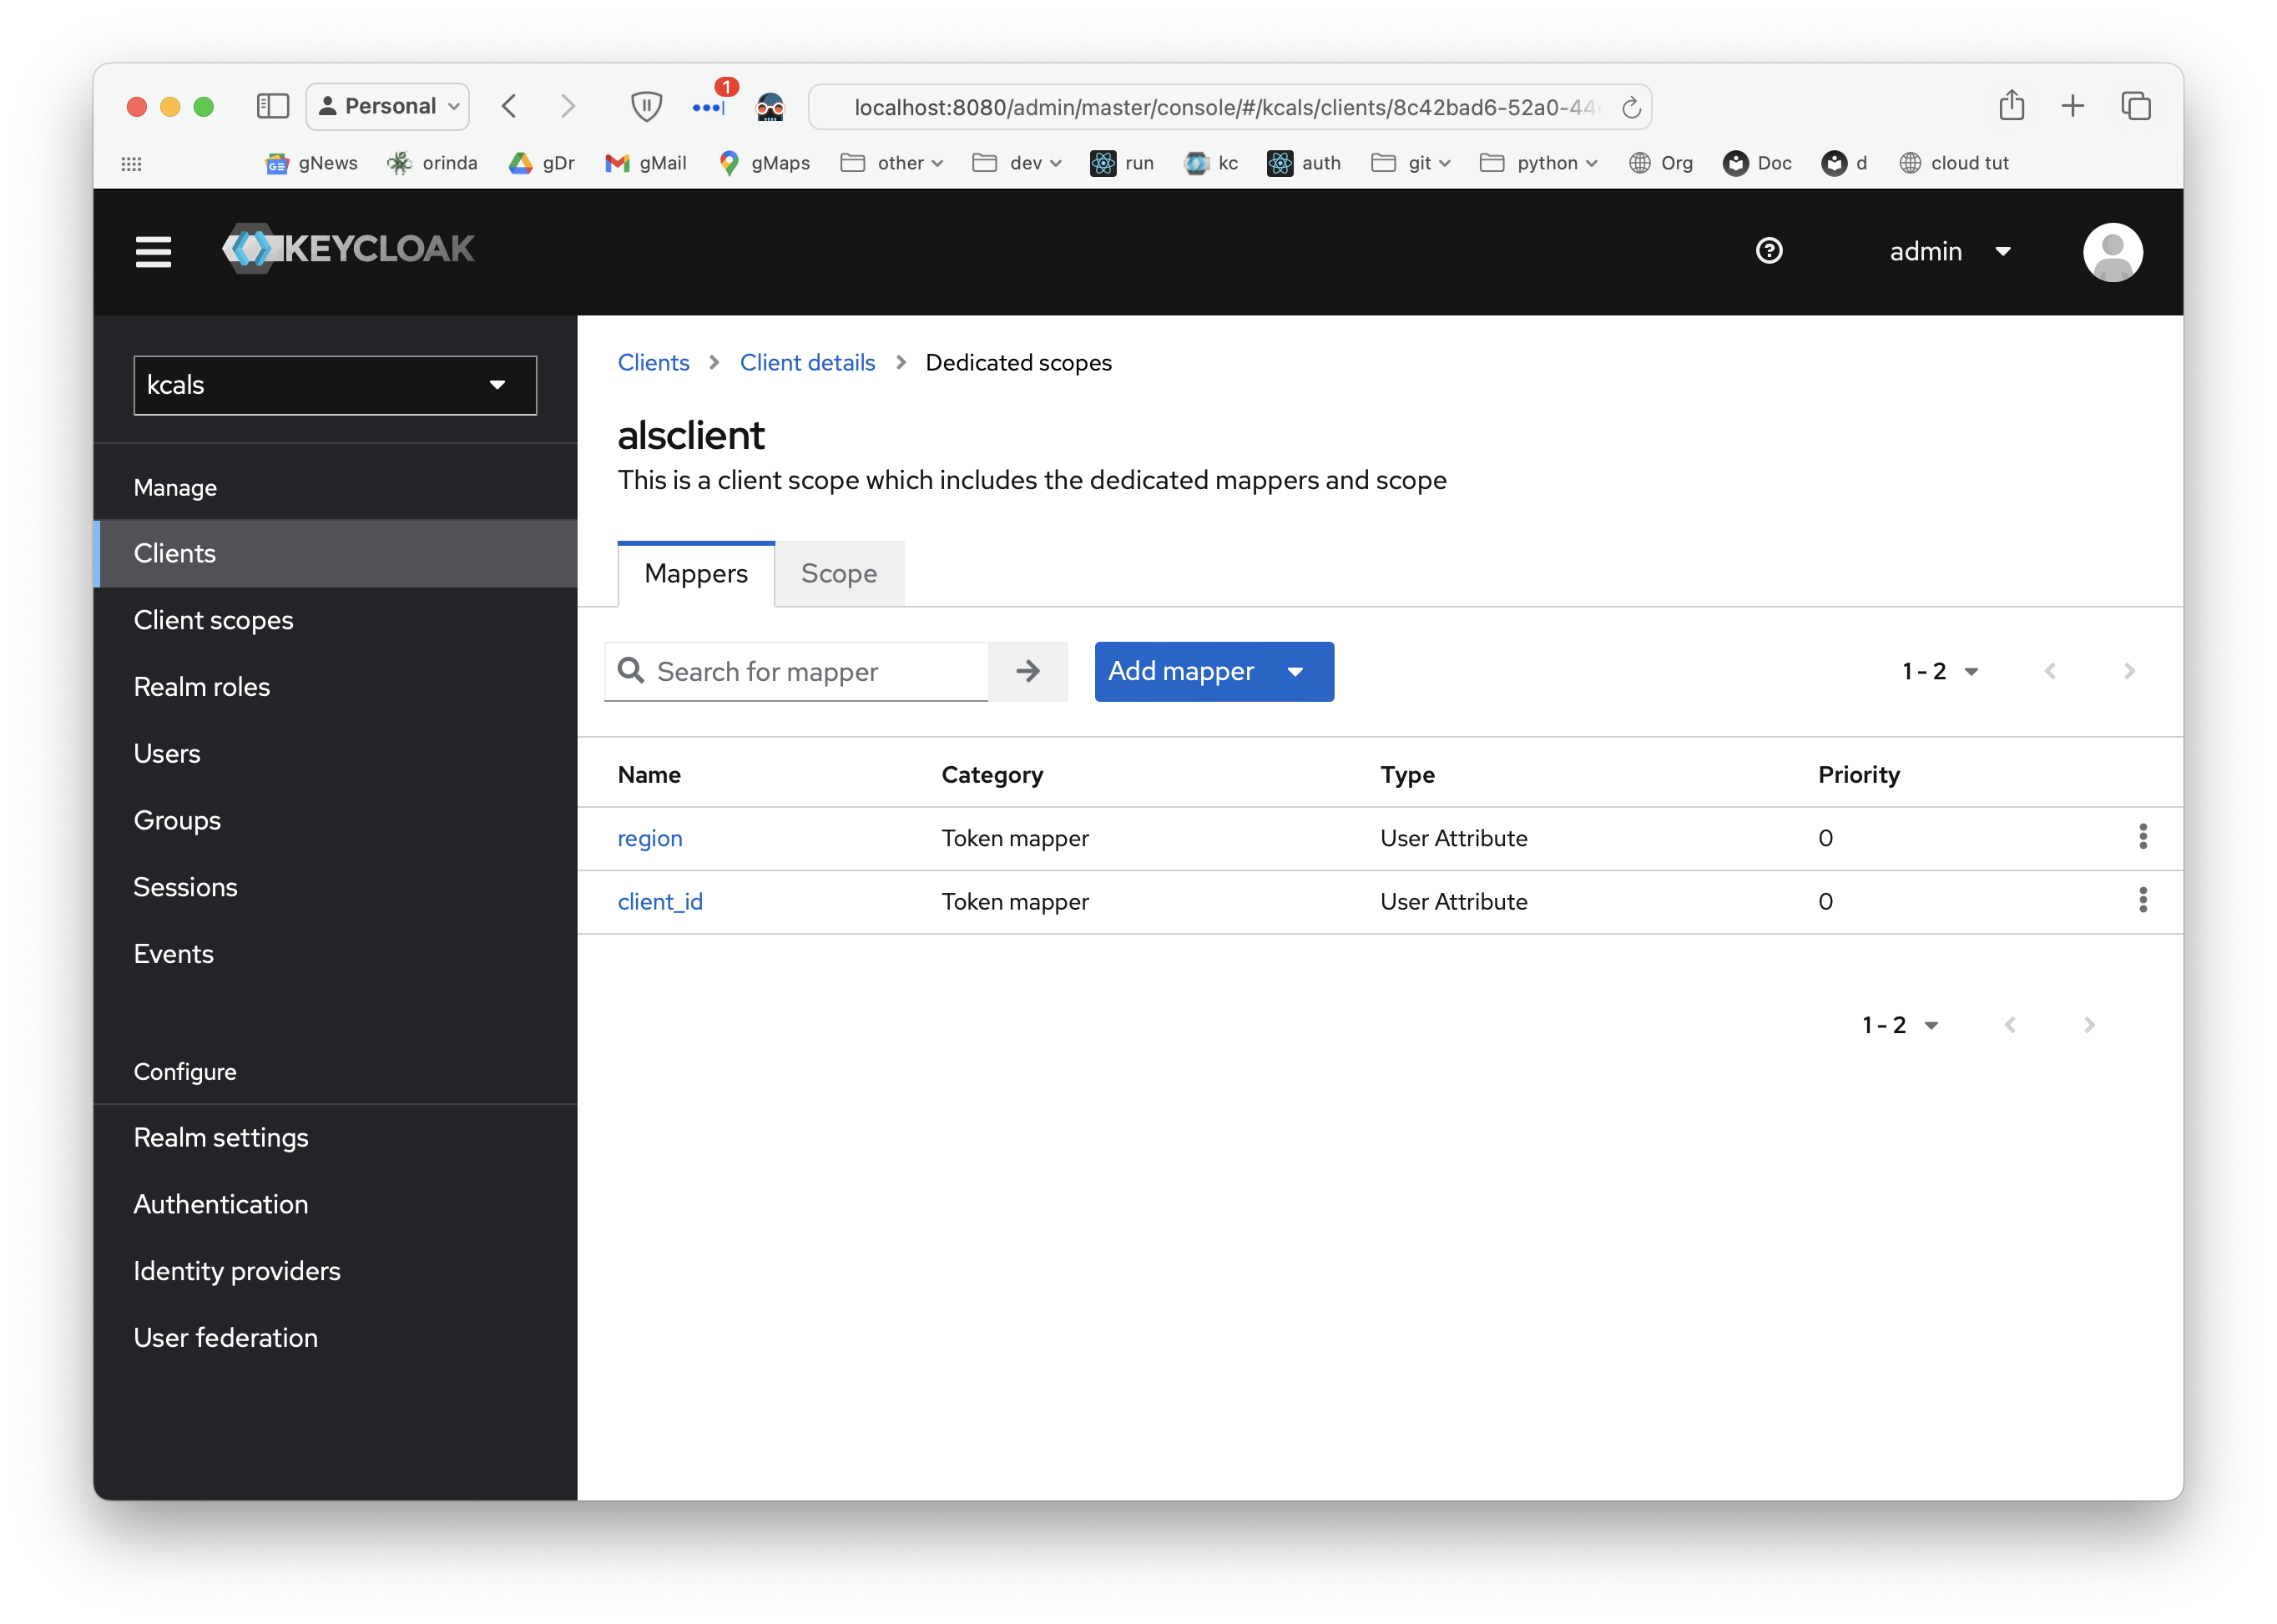 Personal
1
localhost:8080/admin/master/console/#/kcals/clients/8c42bad6-52a0-44
gNews
orinda
gDr
gMail
gMaps
other
dev
run
kc
auth
git
python
Org
Doc
d
cloud tut
KEYCLOAK
admin
kcals
Manage
Clients
Client scopes
Realm roles
Users
Groups
Sessions
Events
Configure
Realm settings
Authentication
Identity providers
User federation
Clients > Client details > Dedicated scopes
alsclient
This is a client scope which includes the dedicated mappers and scope
Mappers Scope
Search for mapper
Add mapper
1 - 2
Name Category Type Priority
region Token mapper User Attribute 0
client_id Token mapper User Attribute 0
1 - 2